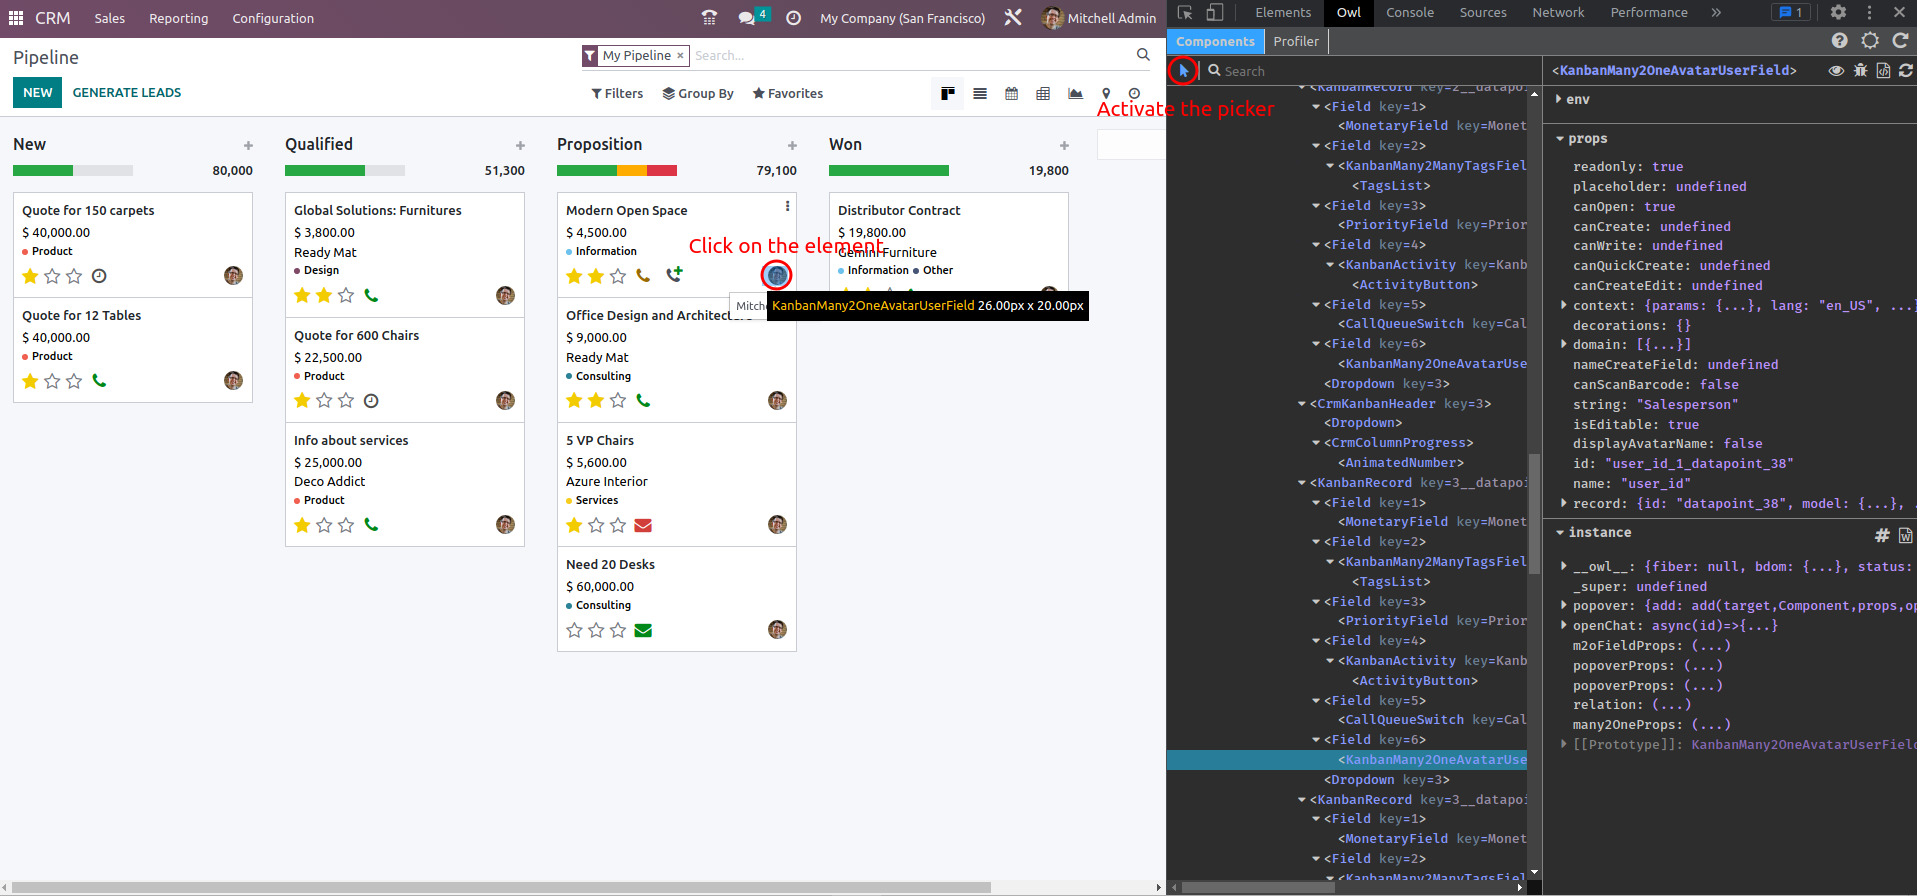 CRM Sales Reporting Configuration 4 My Company (San Francisco) Mitchell Admin
Pipeline
My Pipeline × Search...
NEW GENERATE LEADS
Filters Group By Favorites
New
80,000
Quote for 150 carpets
$ 40,000.00
Product
Quote for 12 Tables
$ 40,000.00
Product
Qualified
51,300
Global Solutions: Furnitures
$ 3,800.00
Ready Mat
Design
Quote for 600 Chairs
$ 22,500.00
Product
Info about services
$ 25,000.00
Deco Addict
Product
Proposition
79,100
Modern Open Space
$ 4,500.00
Information
Click on the element
KanbanMany2OneAvatarUserField 26.00px x 20.00px
Office Design and
$ 9,000.00
Ready Mat
Consulting
5 VP Chairs
$ 5,600.00
Azure Interior
Services
Need 20 Desks
$ 60,000.00
Consulting
Won
19,800
Distributor Contract
$ 19,800.00
Gemini Furniture
Information Other
Activate the picker
Elements Owl Console Sources Network Performance » 1
Components Profiler
Search
<KanbanRecord key=2__datapoi
<Field key=1>
<MonetaryField key=Monet
<Field key=2>
<KanbanMany2ManyTagsField
<TagsList>
<Field key=3>
<PriorityField key=Prior
<Field key=4>
<KanbanActivity key=Kanb
<ActivityButton>
<Field key=5>
<CallQueueSwitch key=Cal
<Field key=6>
<KanbanMany2OneAvatarUse
<Dropdown key=3>
<CrmKanbanHeader key=3>
<Dropdown>
<CrmColumnProgress>
<AnimatedNumber>
<KanbanRecord key=3__datapoi
<Field key=1>
<MonetaryField key=Monet
<Field key=2>
<KanbanMany2ManyTagsFiel
<TagsList>
<Field key=3>
<PriorityField key=Prior
<Field key=4>
<KanbanActivity key=Kanb
<ActivityButton>
<Field key=5>
<CallQueueSwitch key=Cal
<Field key=6>
<KanbanMany2OneAvatarUse
<Dropdown key=3>
<KanbanRecord key=3__datapoi
<Field key=1>
<MonetaryField key=Monet
<Field key=2>
<KanbanMany2ManyTagsFiel
<KanbanMany2OneAvatarUserField>
env
props
readonly: true
placeholder: undefined
canOpen: true
canCreate: undefined
canWrite: undefined
canQuickCreate: undefined
canCreateEdit: undefined
context: {params: {...}, lang: "en_US", ...}
decorations: {}
domain: [{...}]
nameCreateField: undefined
canScanBarcode: false
string: "Salesperson"
isEditable: true
displayAvatarName: false
id: "user_id_1_datapoint_38"
name: "user_id"
record: {id: "datapoint_38", model: {...}, .
instance
__owl__: {fiber: null, bdom: {...}, status:
_super: undefined
popover: {add: add(target,Component,props,op
openChat: async(id)=>{...}
m2oFieldProps: (...)
popoverProps: (...)
popoverProps: (...)
relation: (...)
many2OneProps: (...)
[[Prototype]]: KanbanMany2OneAvatarUserField